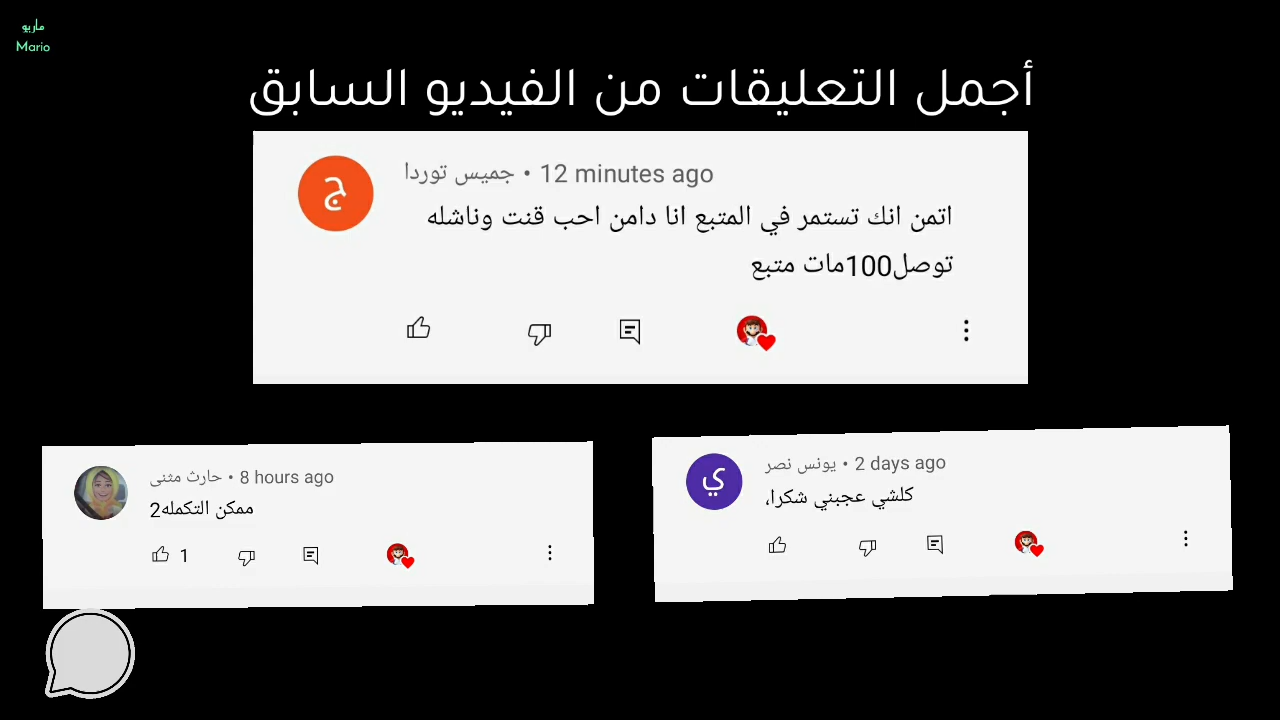 ماريو
Mario
أجمل التعليقات من الفيديو السابق
جميس توردا • 12 minutes ago
اتمن انك تستمر في المتبع انا دامن احب قنت وناشله
توصل100مات متبع
حارث مثنى • 8 hours ago
ممكن التكمله2
1
يونس نصر • 2 days ago
كلشي عجبني شكرا،
ج
ي